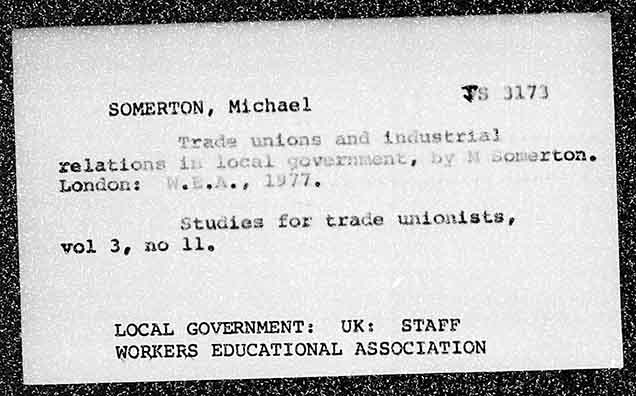 SOMERTON, Michael
TS 3173
Trade unions and industrial
relations in local government, by M Somerton.
London: W.E.A., 1977.
Studies for trade unionists,
vol 3, no 11.
LOCAL GOVERNMENT: UK: STAFF
WORKERS EDUCATIONAL ASSOCIATION